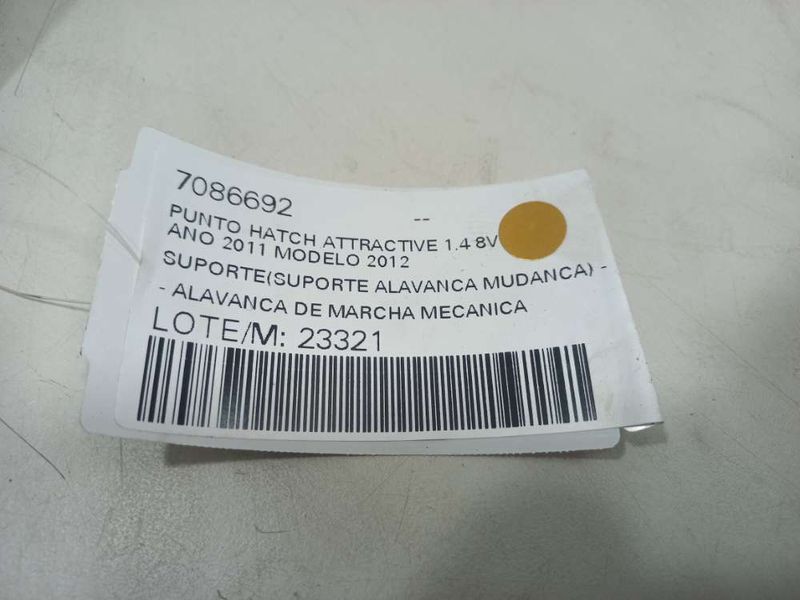 7086692
--
PUNTO HATCH ATTRACTIVE 1.4 8V
ANO 2011 MODELO 2012
SUPORTE(SUPORTE ALAVANCA MUDANCA) -
- ALAVANCA DE MARCHA MECANICA
LOTE/M: 23321